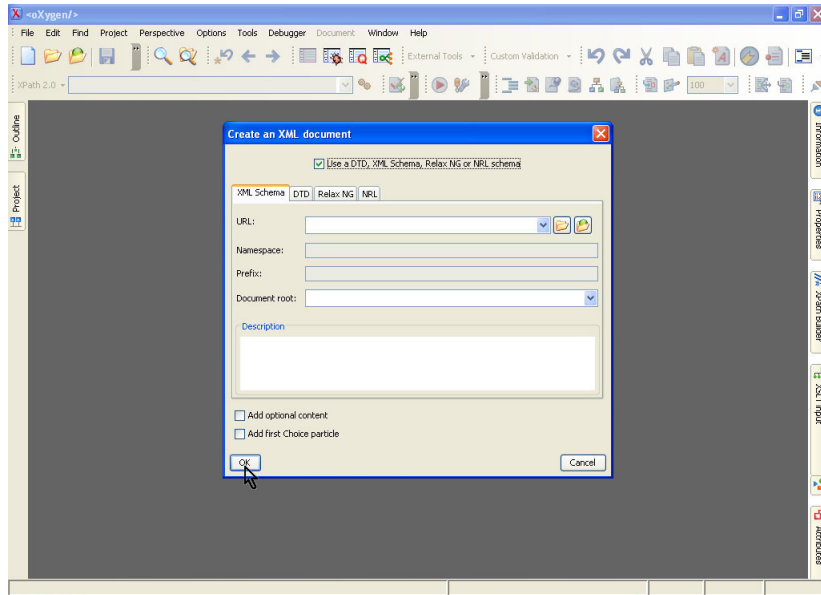 <oXygen/>
File Edit Find Project Perspective Options Tools Debugger Document Window Help
External Tools Custom Validation
XPath 2.0 100
Outline
Project
Create an XML document
Use a DTD, XML Schema, Relax NG or NRL schema
XML Schema DTD Relax NG NRL
URL:
Namespace:
Prefix:
Document root:
Description
Add optional content
Add first Choice particle
OK Cancel
Information
Properties
XPath Builder
XSLT Input
Attributes